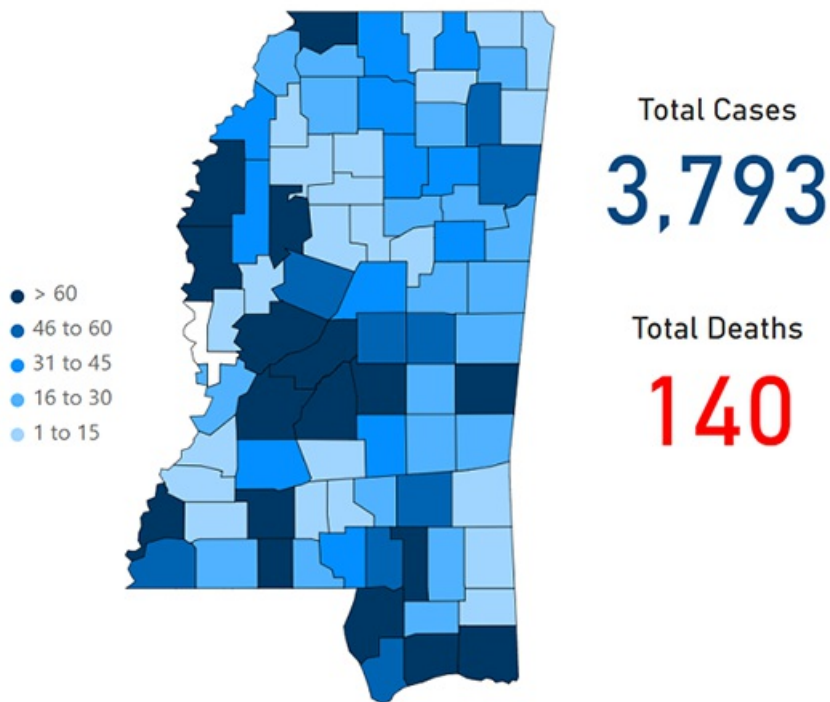 Total Cases
3,793
> 60
46 to 60
31 to 45
16 to 30
1 to 15
Total Deaths
140